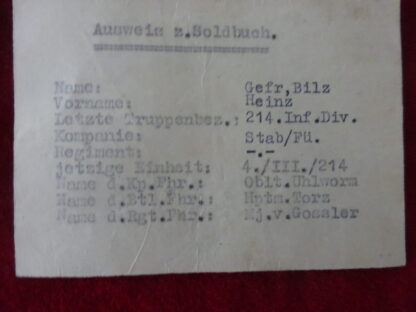 Ausweis z.Soldbuch.
Name: Gefr,Bilz
Vorname: Heinz
Letzte Truppenbez.: 214.Inf.Div.
Kompanie: Stab/Fü.
Regiment: -.-
jetzige Einheit: 4./III./214
Name d.Kp.Fhr.: Oblt.Uhlworm
Name d.Btl.Fhr.: Hptm.Torz
Name d.Rgt.Fhr.: Mj.v.Gossler